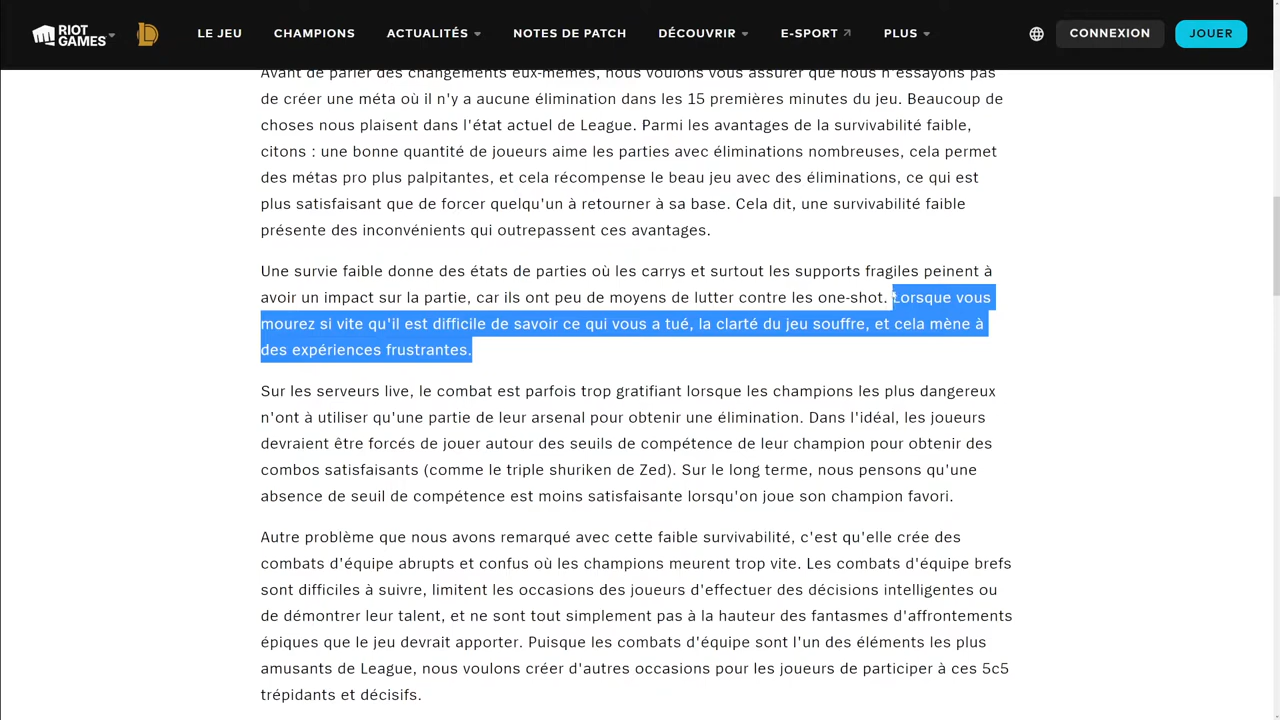 RIOT GAMES LE JEU CHAMPIONS ACTUALITÉS NOTES DE PATCH DÉCOUVRIR E-SPORT PLUS CONNEXION JOUER
Avant de parler des changements eux-mêmes, nous voulons vous assurer que nous n'essayons pas
de créer une méta où il n'y a aucune élimination dans les 15 premières minutes du jeu. Beaucoup de
choses nous plaisent dans l'état actuel de League. Parmi les avantages de la survivabilité faible,
citons : une bonne quantité de joueurs aime les parties avec éliminations nombreuses, cela permet
des métas pro plus palpitantes, et cela récompense le beau jeu avec des éliminations, ce qui est
plus satisfaisant que de forcer quelqu'un à retourner à sa base. Cela dit, une survivabilité faible
présente des inconvénients qui outrepassent ces avantages.
Une survie faible donne des états de parties où les carrys et surtout les supports fragiles peinent à
avoir un impact sur la partie, car ils ont peu de moyens de lutter contre les one-shot. Lorsque vous
mourez si vite qu'il est difficile de savoir ce qui vous a tué, la clarté du jeu souffre, et cela mène à
des expériences frustrantes.
Sur les serveurs live, le combat est parfois trop gratifiant lorsque les champions les plus dangereux
n'ont à utiliser qu'une partie de leur arsenal pour obtenir une élimination. Dans l'idéal, les joueurs
devraient être forcés de jouer autour des seuils de compétence de leur champion pour obtenir des
combos satisfaisants (comme le triple shuriken de Zed). Sur le long terme, nous pensons qu'une
absence de seuil de compétence est moins satisfaisante lorsqu'on joue son champion favori.
Autre problème que nous avons remarqué avec cette faible survivabilité, c'est qu'elle crée des
combats d'équipe abrupts et confus où les champions meurent trop vite. Les combats d'équipe brefs
sont difficiles à suivre, limitent les occasions des joueurs d'effectuer des décisions intelligentes ou
de démontrer leur talent, et ne sont tout simplement pas à la hauteur des fantasmes d'affrontements
épiques que le jeu devrait apporter. Puisque les combats d'équipe sont l'un des éléments les plus
amusants de League, nous voulons créer d'autres occasions pour les joueurs de participer à ces 5c5
trépidants et décisifs.